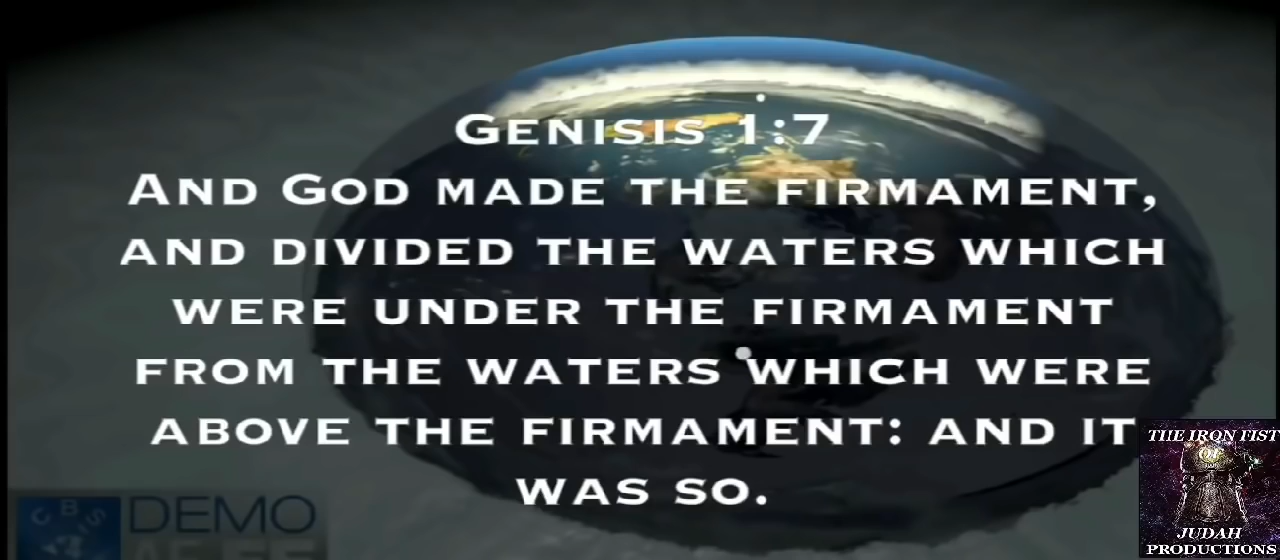 GENISIS 1:7
AND GOD MADE THE FIRMAMENT,
AND DIVIDED THE WATERS WHICH
WERE UNDER THE FIRMAMENT
FROM THE WATERS WHICH WERE
ABOVE THE FIRMAMENT: AND IT
WAS SO.
CBS
DEMO
THE IRON FIST
OF
JUDAH
PRODUCTIONS